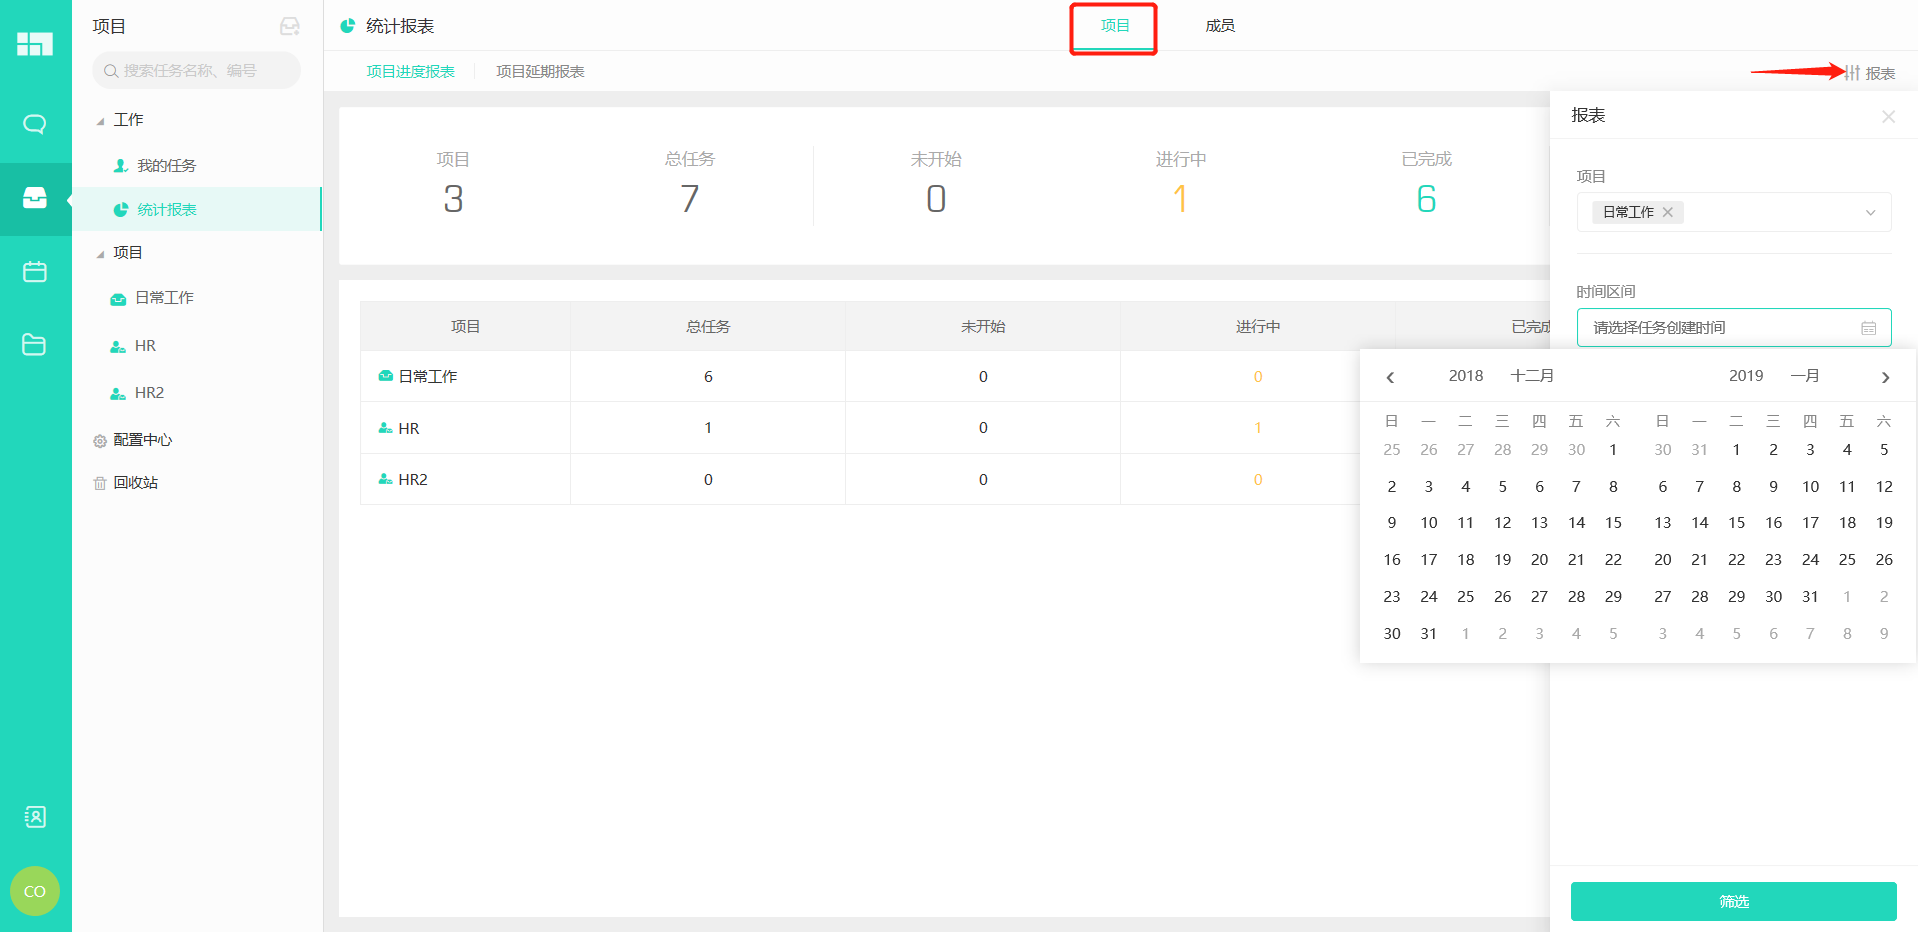 项目
搜索任务名称、编号
工作
我的任务
统计报表
项目
日常工作
HR
HR2
配置中心
回收站
CO
统计报表
项目 成员
项目进度报表 项目延期报表
报表
项目 总任务 未开始 进行中 已完成
3 7 0 1 6
项目 总任务 未开始 进行中 已完成
日常工作 6 0 0
HR 1 0 1
HR2 0 0 0
报表
项目
日常工作
时间区间
请选择任务创建时间
2018 十二月 2019 一月
日 一 二 三 四 五 六 日 一 二 三 四 五 六
25 26 27 28 29 30 1 30 31 1 2 3 4 5
2 3 4 5 6 7 8 6 7 8 9 10 11 12
9 10 11 12 13 14 15 13 14 15 16 17 18 19
16 17 18 19 20 21 22 20 21 22 23 24 25 26
23 24 25 26 27 28 29 27 28 29 30 31 1 2
30 31 1 2 3 4 5 3 4 5 6 7 8 9
筛选